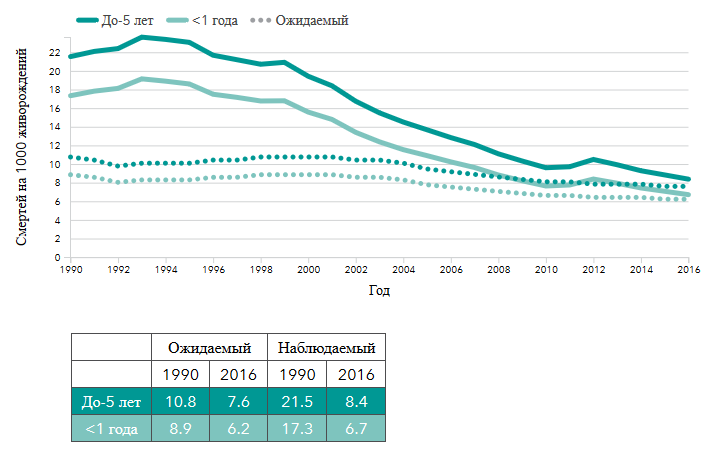 До-5 лет <1 года Ожидаемый
Смертей на 1000 живорождений
22
20
18
16
14
12
10
8
6
4
2
0
1990 1992 1994 1996 1998 2000 2002 2004 2006 2008 2010 2012 2014 2016
Год
Ожидаемый Наблюдаемый
1990 2016 1990 2016
До-5 лет 10.8 7.6 21.5 8.4
<1 года 8.9 6.2 17.3 6.7